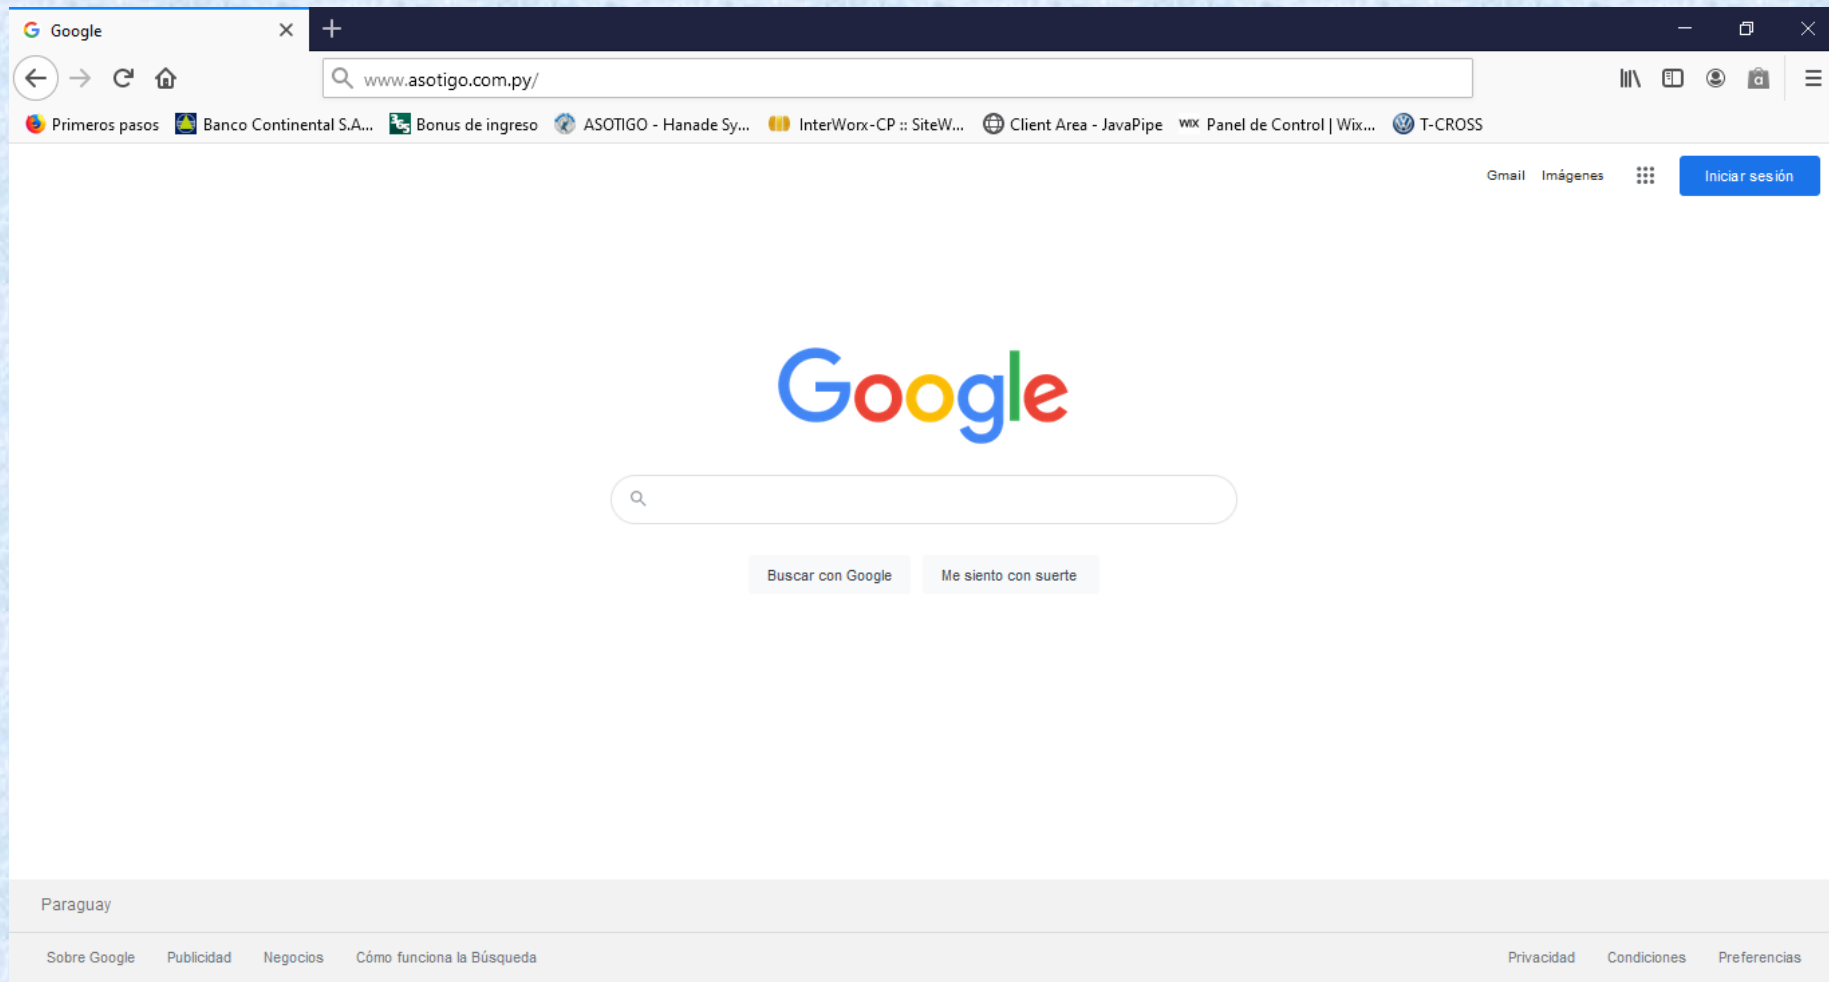 Google
www.asotigo.com.py/
Primeros pasos Banco Continental S.A... Bonus de ingreso ASOTIGO - Hanade Sy... InterWorx-CP :: SiteW... Client Area - JavaPipe WIX Panel de Control | Wix... T-CROSS
Gmail Imágenes Iniciar sesión
Google
Buscar con Google Me siento con suerte
Paraguay
Sobre Google Publicidad Negocios Cómo funciona la Búsqueda Privacidad Condiciones Preferencias